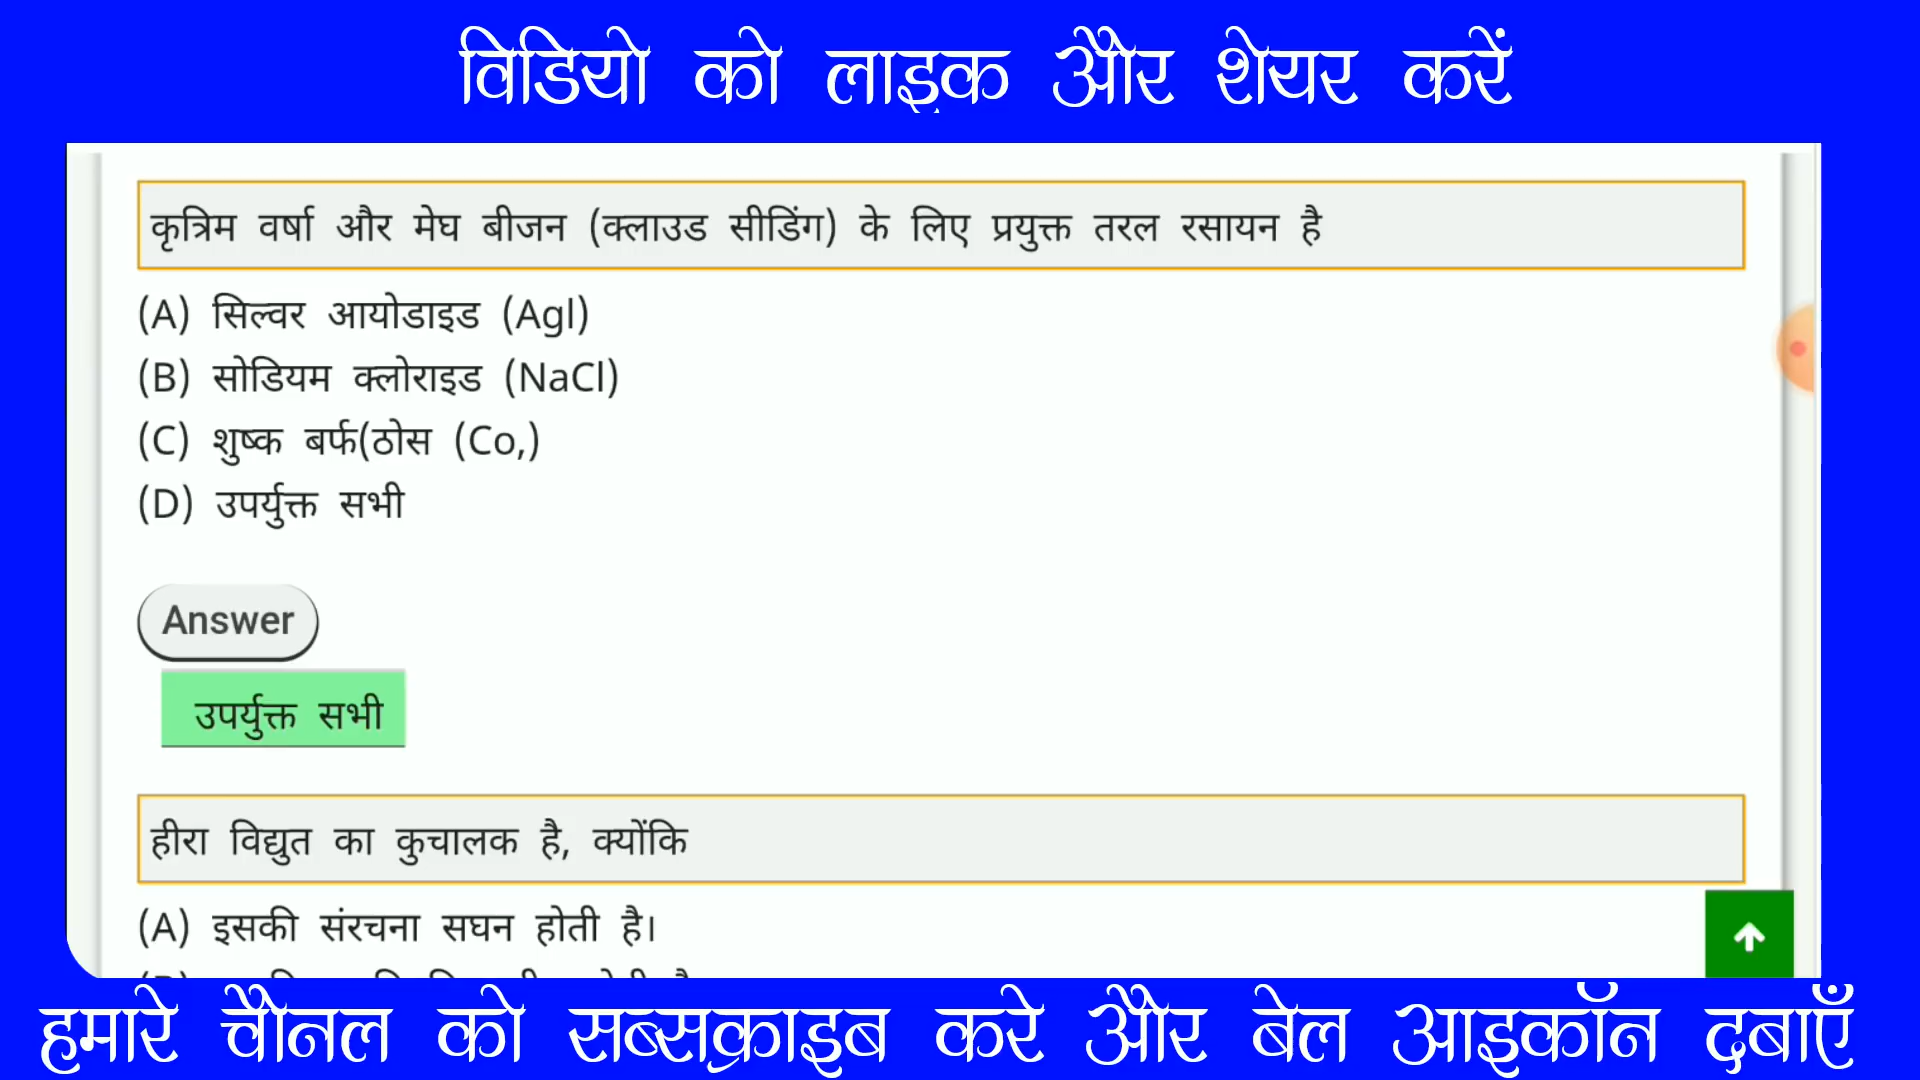 विडियो को लाइक और शेयर करें
कृत्रिम वर्षा और मेघ बीजन (क्लाउड सीडिंग) के लिए प्रयुक्त तरल रसायन है
(A) सिल्वर आयोडाइड (Agl)
(B) सोडियम क्लोराइड (NaCl)
(C) शुष्क बर्फ(ठोस (Co,)
(D) उपर्युक्त सभी
Answer
उपर्युक्त सभी
हीरा विद्युत का कुचालक है, क्योंकि
(A) इसकी संरचना सघन होती है।
हमारे चैानल को सब्सक्राइब करे और बेल आइकॉन दबाएँ